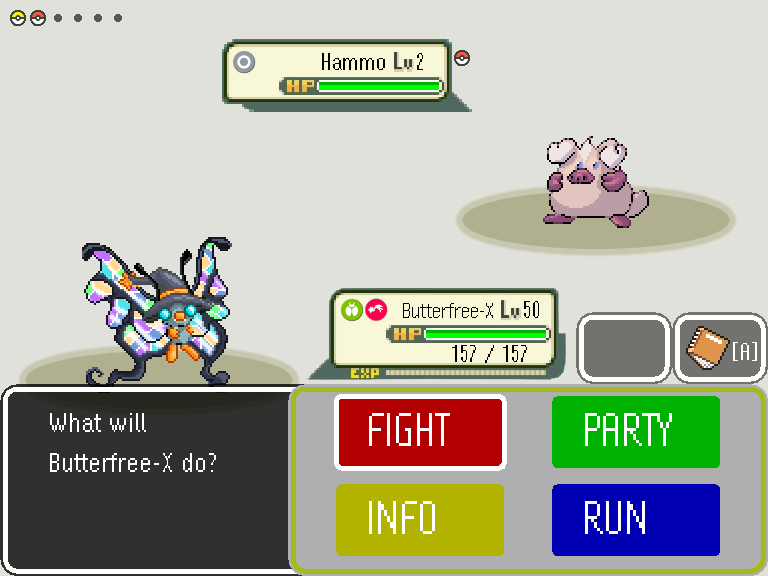 Hammo Lv2
HP
Butterfree-X Lv50
HP
157 / 157
EXP
[A]
What will
Butterfree-X do?
FIGHT
PARTY
INFO
RUN